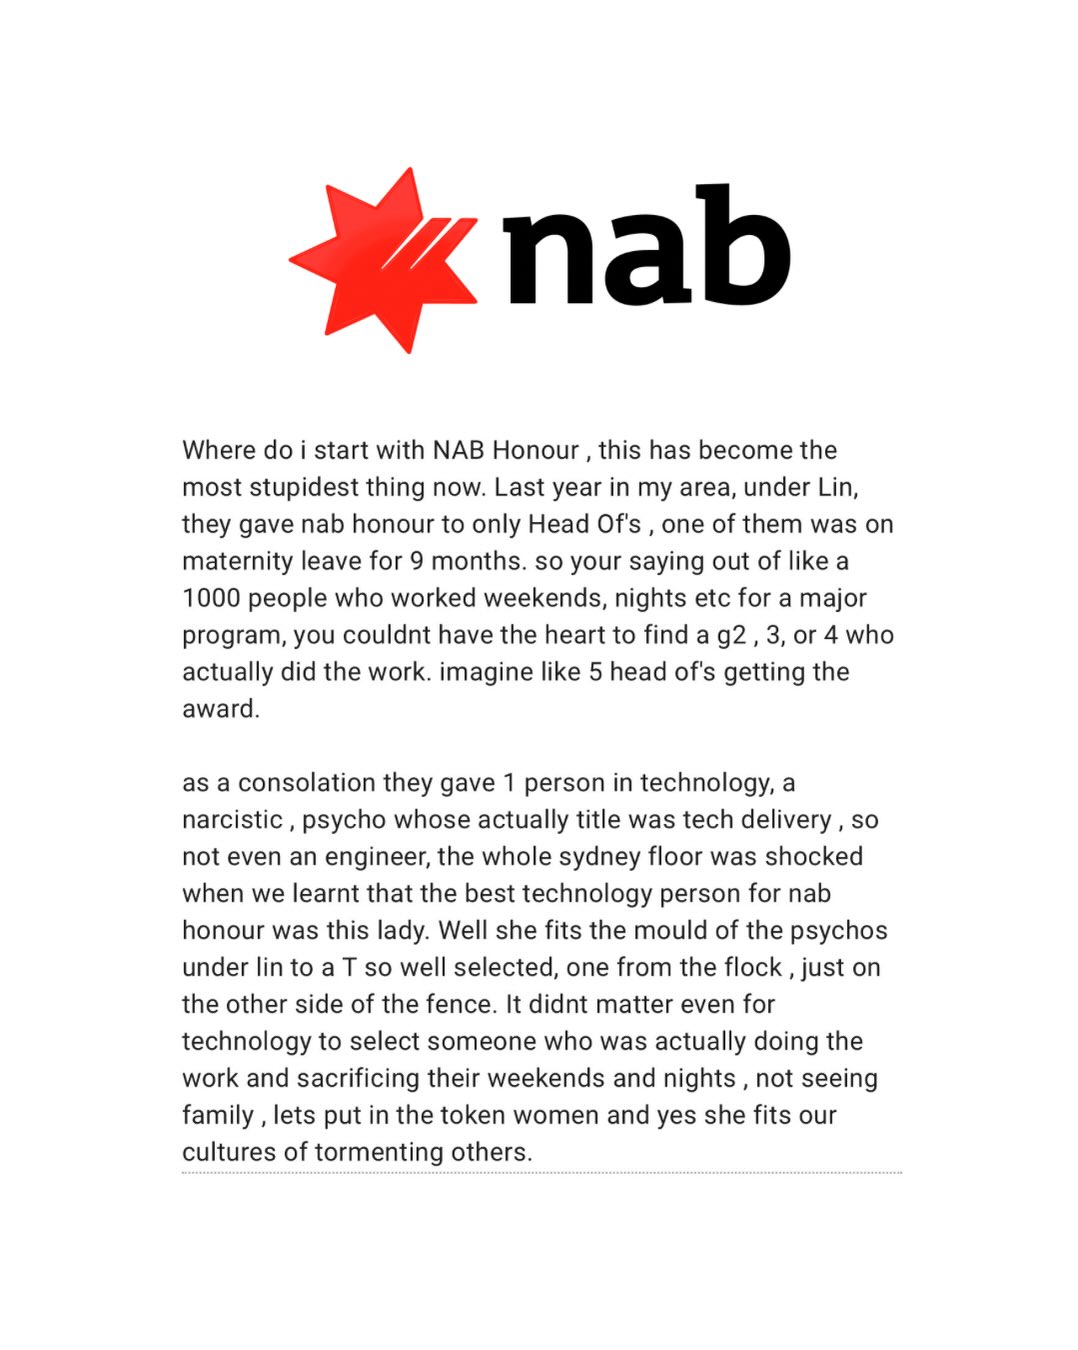 nab
Where do i start with NAB Honour , this has become the
most stupidest thing now. Last year in my area, under Lin,
they gave nab honour to only Head Of's , one of them was on
maternity leave for 9 months. so your saying out of like a
1000 people who worked weekends, nights etc for a major
program, you couldnt have the heart to find a g2 , 3, or 4 who
actually did the work. imagine like 5 head of's getting the
award.
as a consolation they gave 1 person in technology, a
narcistic , psycho whose actually title was tech delivery , so
not even an engineer, the whole sydney floor was shocked
when we learnt that the best technology person for nab
honour was this lady. Well she fits the mould of the psychos
under lin to a T so well selected, one from the flock , just on
the other side of the fence. It didnt matter even for
technology to select someone who was actually doing the
work and sacrificing their weekends and nights , not seeing
family , lets put in the token women and yes she fits our
cultures of tormenting others.